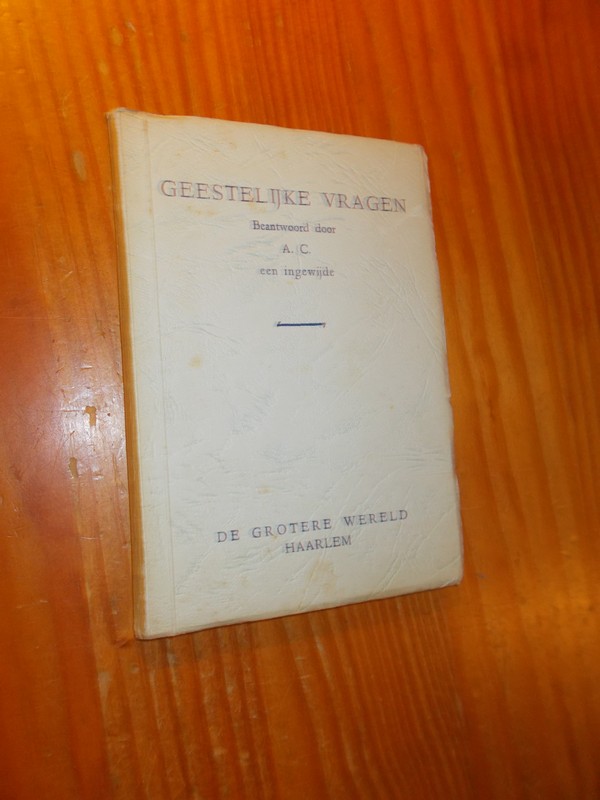 GEESTELIJKE VRAGEN
Beantwoord door
A. C.
een ingewijde
DE GROTERE WERELD
HAARLEM